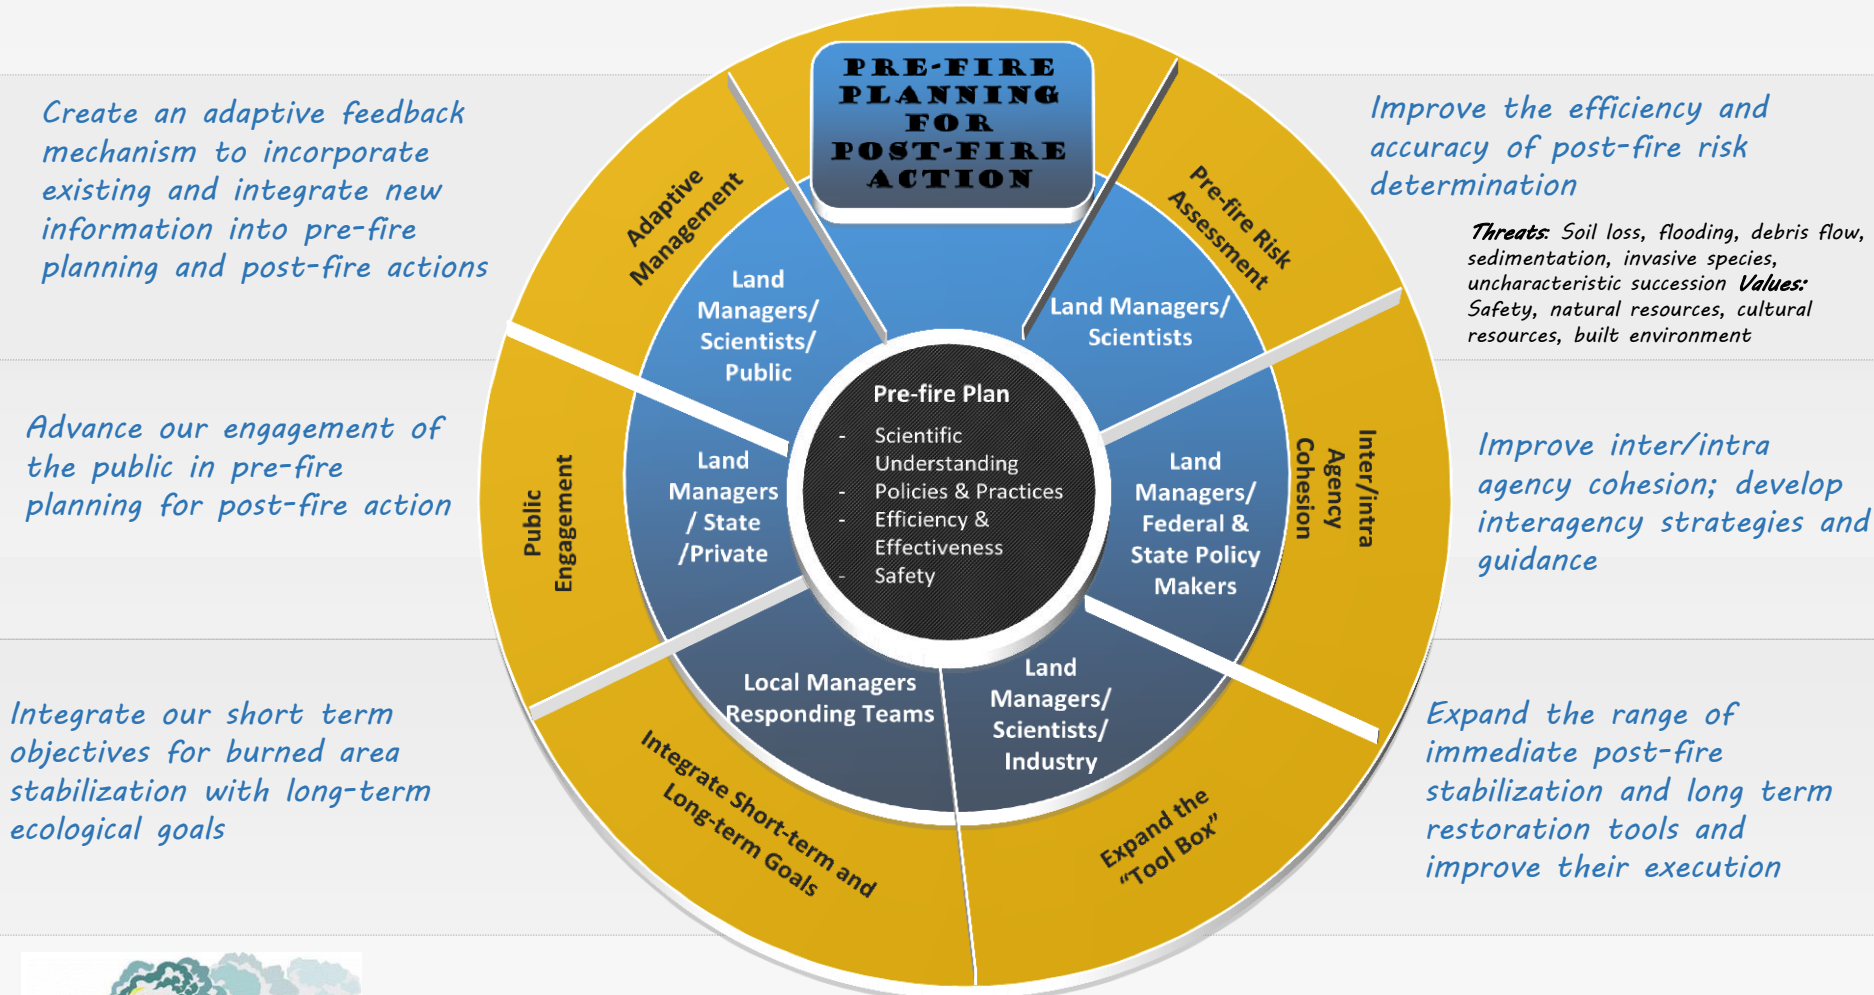 PRE-FIRE
PLANNING
FOR
POST-FIRE
ACTION
Create an adaptive feedback
mechanism to incorporate
existing and integrate new
information into pre-fire
planning and post-fire actions
Advance our engagement of
the public in pre-fire
planning for post-fire action
Integrate our short term
objectives for burned area
stabilization with long-term
ecological goals
Adaptive
Management
Land
Managers/
Scientists/
Public
Public
Engagement
Land
Managers
/ State
/Private
Integrate Short-term and
Long-term Goals
Local Managers
Responding Teams
Pre-fire Plan
- Scientific
Understanding
- Policies & Practices
- Efficiency &
Effectiveness
- Safety
Pre-fire Risk
Assessment
Land Managers/
Scientists
Inter/intra
Agency
Cohesion
Land
Managers/
Federal &
State Policy
Makers
Expand the
“Tool Box”
Land
Managers/
Scientists/
Industry
Improve the efficiency and
accuracy of post-fire risk
determination
Threats: Soil loss, flooding, debris flow,
sedimentation, invasive species,
uncharacteristic succession Values:
Safety, natural resources, cultural
resources, built environment
Improve inter/intra
agency cohesion; develop
interagency strategies and
guidance
Expand the range of
immediate post-fire
stabilization and long term
restoration tools and
improve their execution